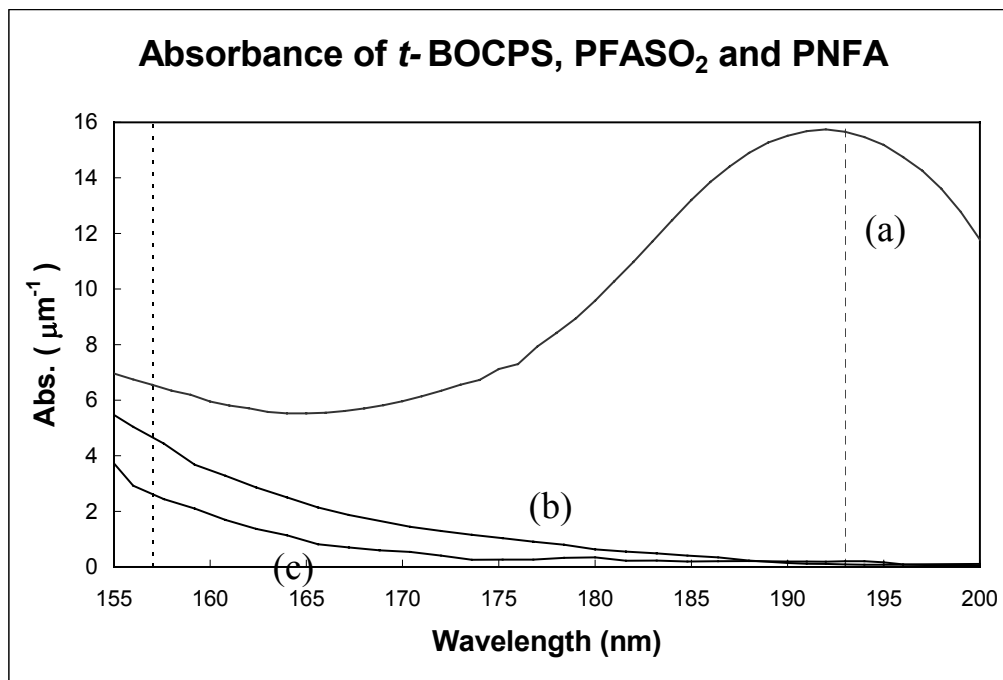 Absorbance of t- BOCPS, PFASO₂ and PNFA
16
14
12
10
8
6
4
2
0
Abs. ( μm⁻¹ )
(a)
(b)
(c)
155 160 165 170 175 180 185 190 195 200
Wavelength (nm)